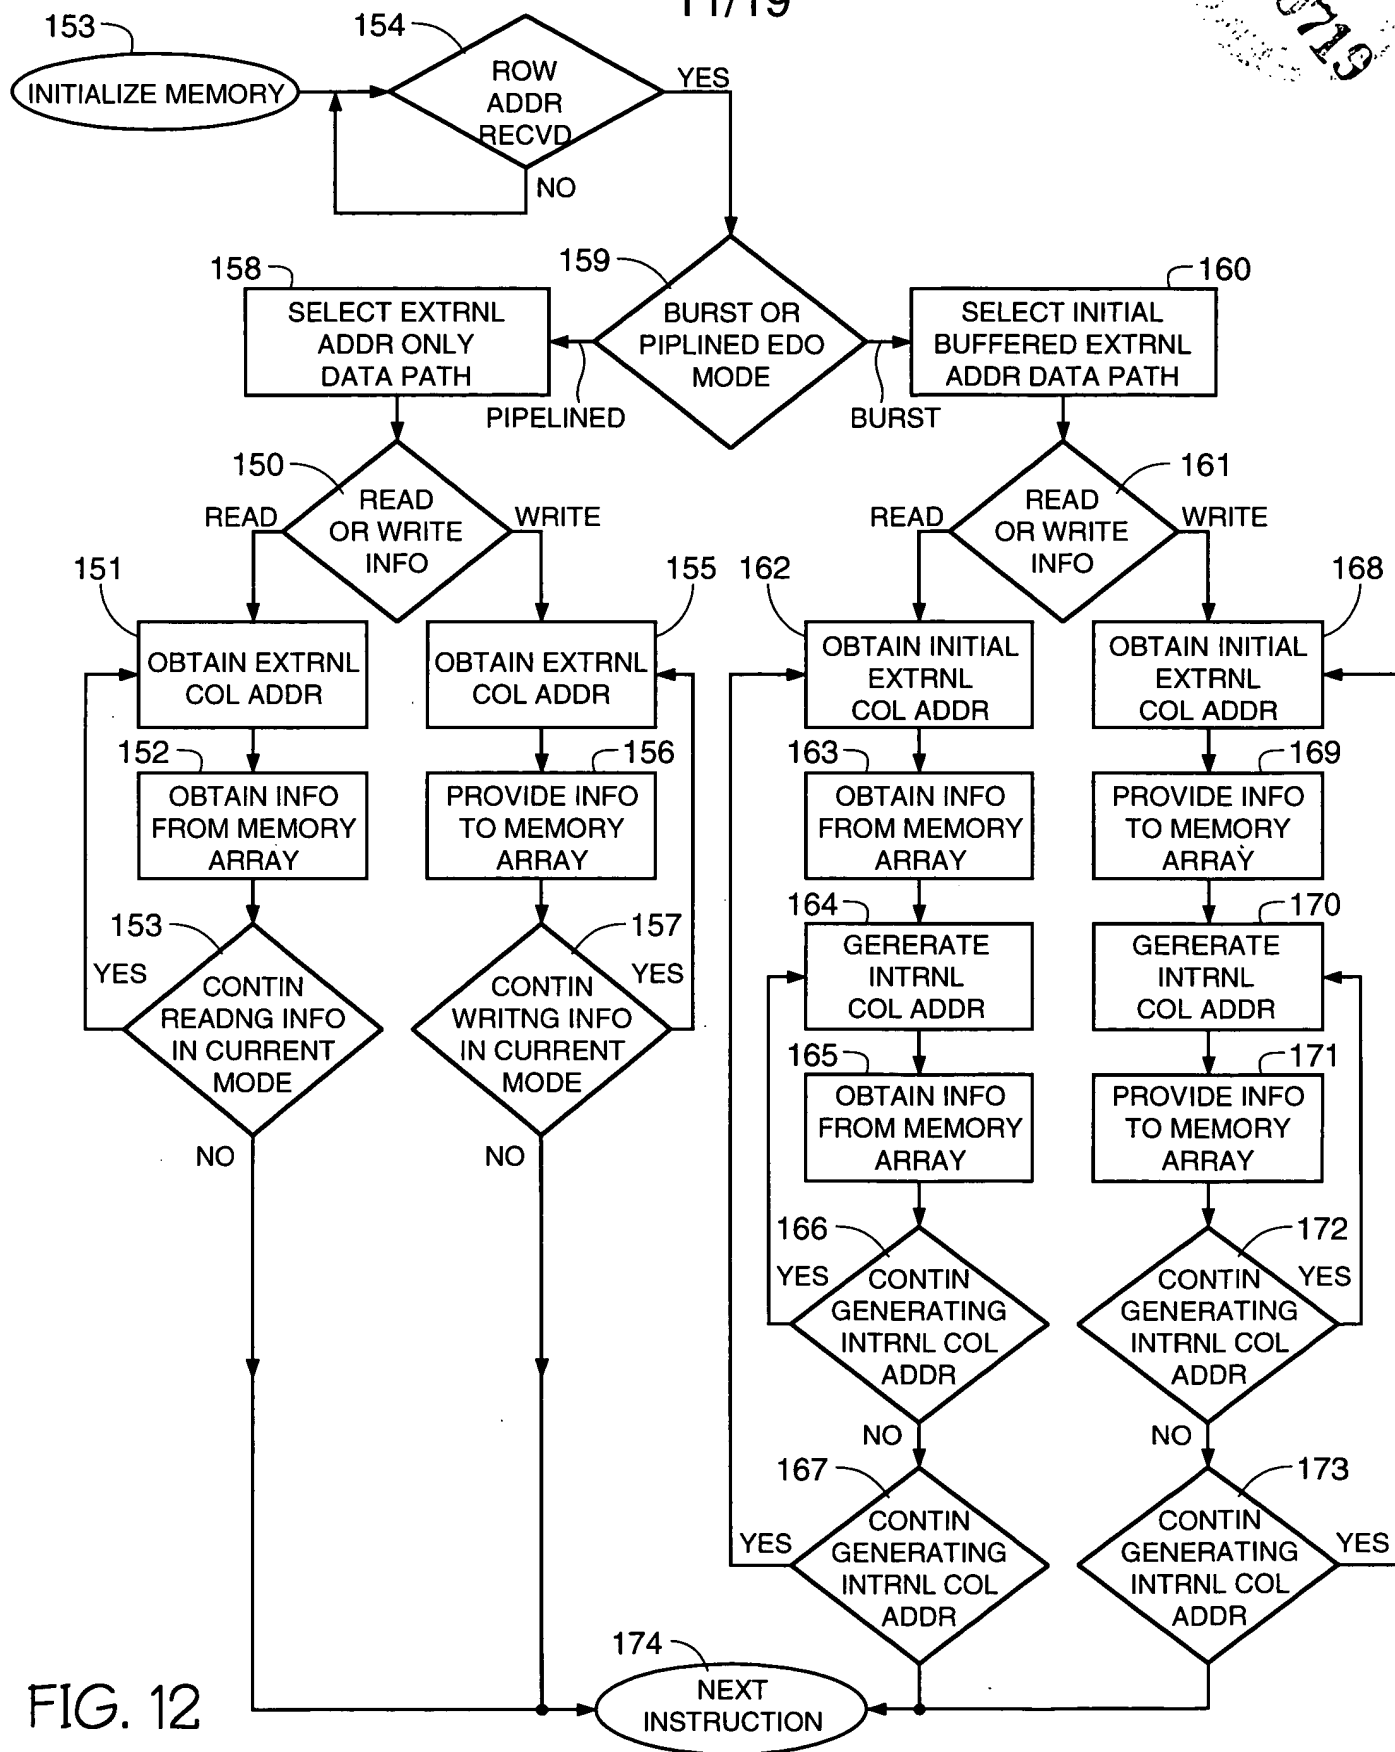 11/19
153
INITIALIZE MEMORY
154
ROW
ADDR
RECVD
YES
NO
159
BURST OR
PIPLINED EDO
MODE
PIPELINED
BURST
158
SELECT EXTRNL
ADDR ONLY
DATA PATH
160
SELECT INITIAL
BUFFERED EXTRNL
ADDR DATA PATH
150
READ
OR WRITE
INFO
READ
WRITE
151
OBTAIN EXTRNL
COL ADDR
152
OBTAIN INFO
FROM MEMORY
ARRAY
153
CONTIN
READNG INFO
IN CURRENT
MODE
YES
NO
155
OBTAIN EXTRNL
COL ADDR
156
PROVIDE INFO
TO MEMORY
ARRAY
157
CONTIN
WRITNG INFO
IN CURRENT
MODE
YES
NO
161
READ
OR WRITE
INFO
READ
WRITE
162
OBTAIN INITIAL
EXTRNL
COL ADDR
163
OBTAIN INFO
FROM MEMORY
ARRAY
164
GERERATE
INTRNL
COL ADDR
165
OBTAIN INFO
FROM MEMORY
ARRAY
166
CONTIN
GENERATING
INTRNL COL
ADDR
YES
NO
167
CONTIN
GENERATING
INTRNL COL
ADDR
YES
168
OBTAIN INITIAL
EXTRNL
COL ADDR
169
PROVIDE INFO
TO MEMORY
ARRAY
170
GERERATE
INTRNL
COL ADDR
171
PROVIDE INFO
TO MEMORY
ARRAY
172
CONTIN
GENERATING
INTRNL COL
ADDR
YES
NO
173
CONTIN
GENERATING
INTRNL COL
ADDR
YES
174
NEXT
INSTRUCTION
FIG. 12